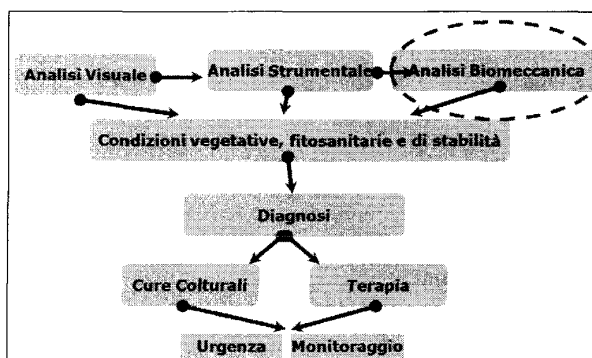 Analisi Visuale
Analisi Strumentale
Analisi Biomeccanica
Condizioni vegetative, fitosanitarie e di stabilità
Diagnosi
Cure Colturali
Terapia
Urgenza
Monitoraggio